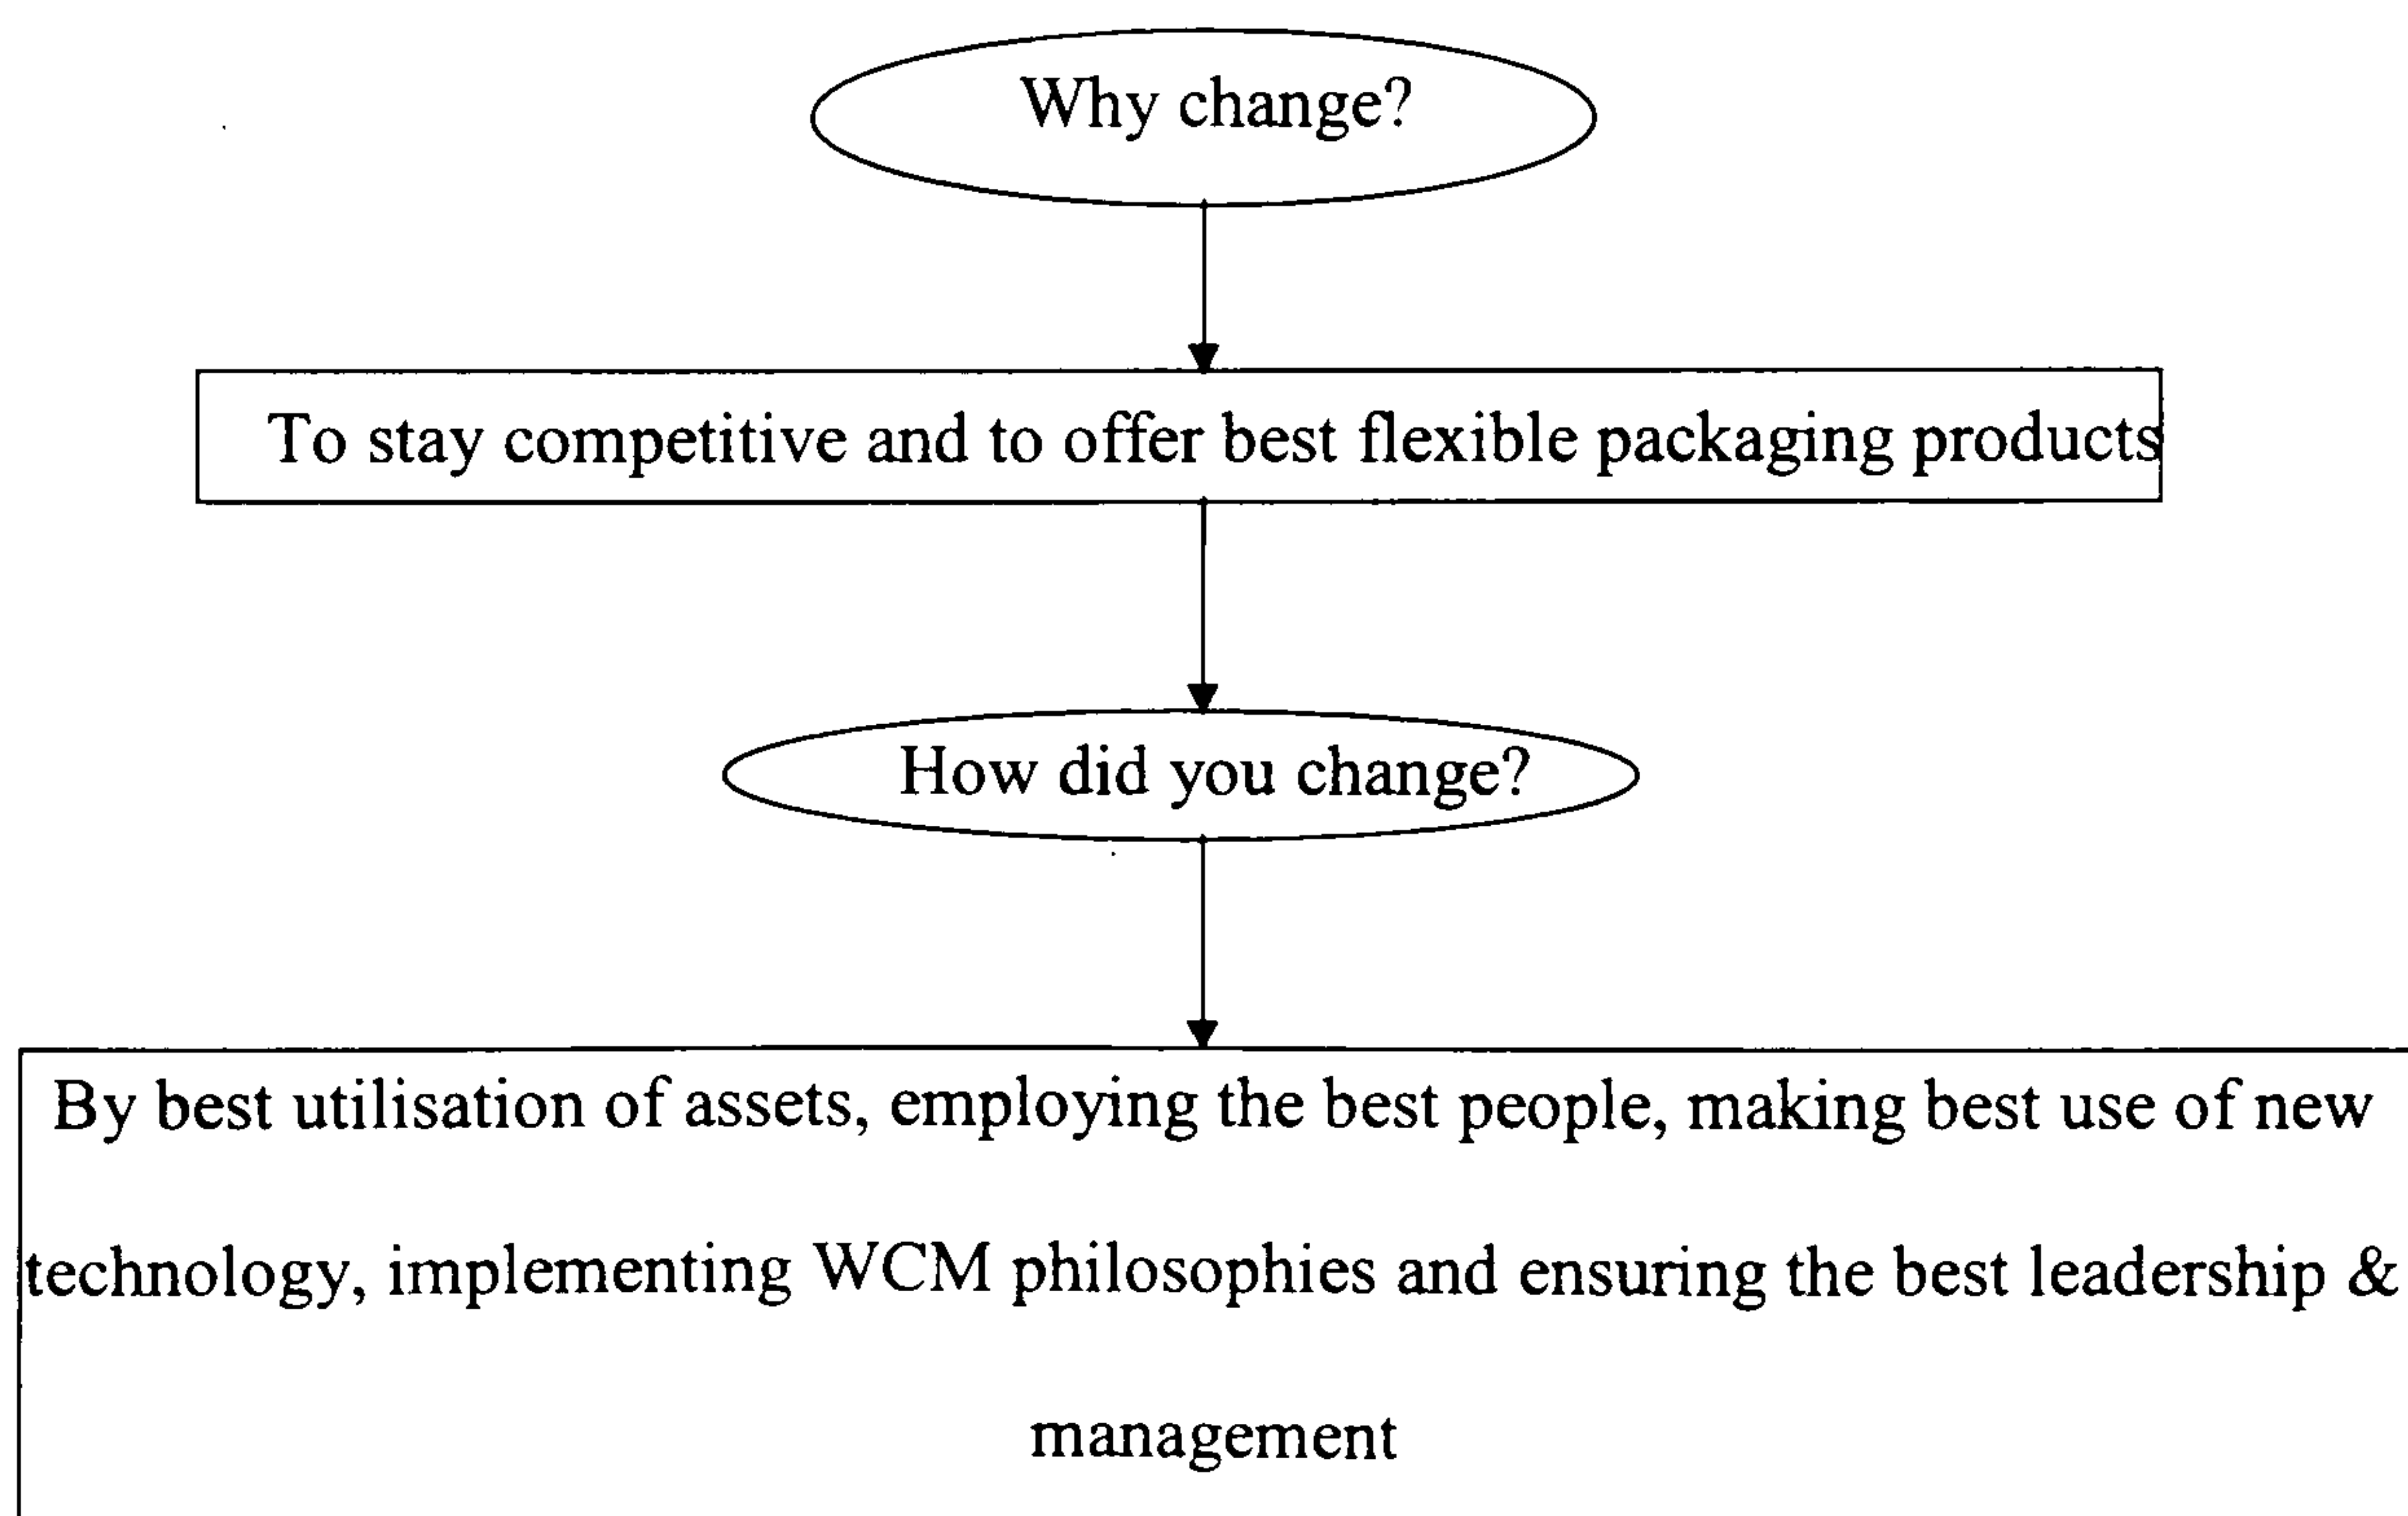 Why change?
To stay competitive and to offer best flexible packaging products
How did you change?
By best utilisation of assets, employing the best people, making best use of new
technology, implementing WCM philosophies and ensuring the best leadership &
management